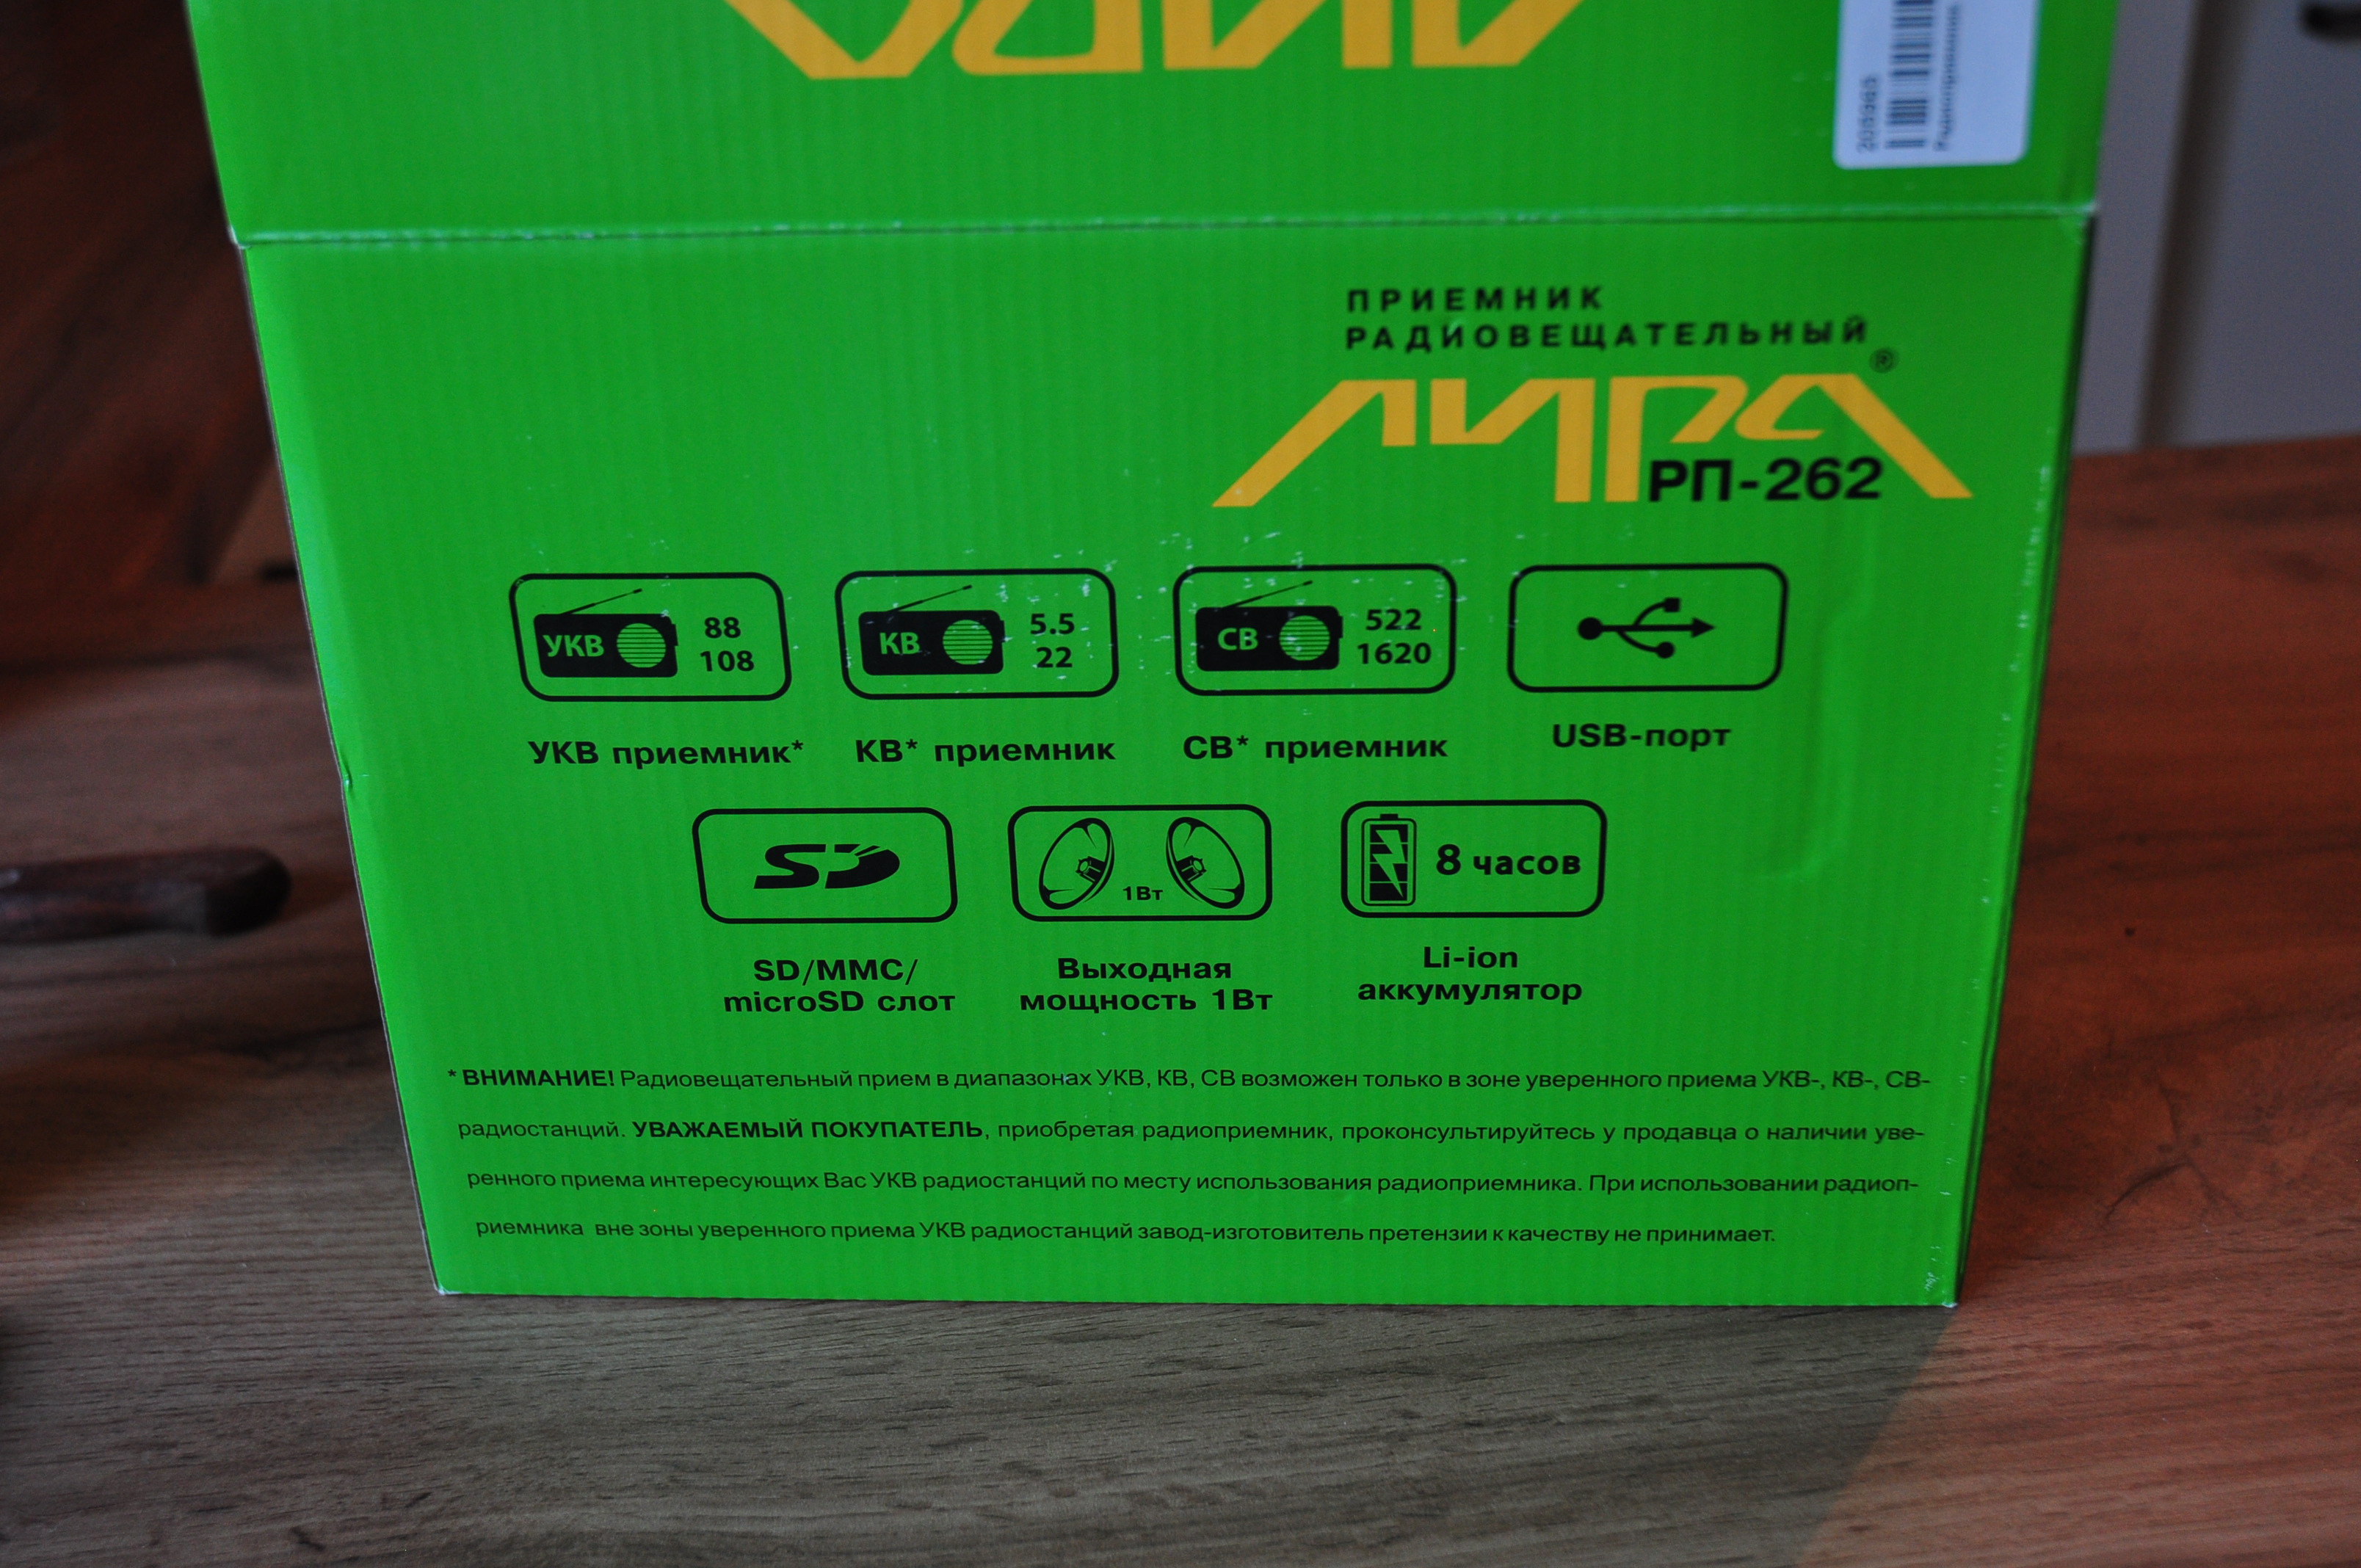 ЛИРА
205965
ПРИЕМНИК
РАДИОВЕЩАТЕЛЬНЫЙ
ЛИРА®
РП-262
УКВ 88 108
КВ 5.5 22
СВ 522 1620
УКВ приемник*
КВ* приемник
СВ* приемник
USB-порт
SD
1Вт
8 часов
SD/MMC/
microSD слот
Выходная
мощность 1Вт
Li-ion
аккумулятор
* ВНИМАНИЕ! Радиовещательный прием в диапазонах УКВ, КВ, СВ возможен только в зоне уверенного приема УКВ-, КВ-, СВ-
радиостанций. УВАЖАЕМЫЙ ПОКУПАТЕЛЬ, приобретая радиоприемник, проконсультируйтесь у продавца о наличии уве-
ренного приема интересующих Вас УКВ радиостанций по месту использования радиоприемника. При использовании радиоп-
риемника вне зоны уверенного приема УКВ радиостанций завод-изготовитель претензии к качеству не принимает.